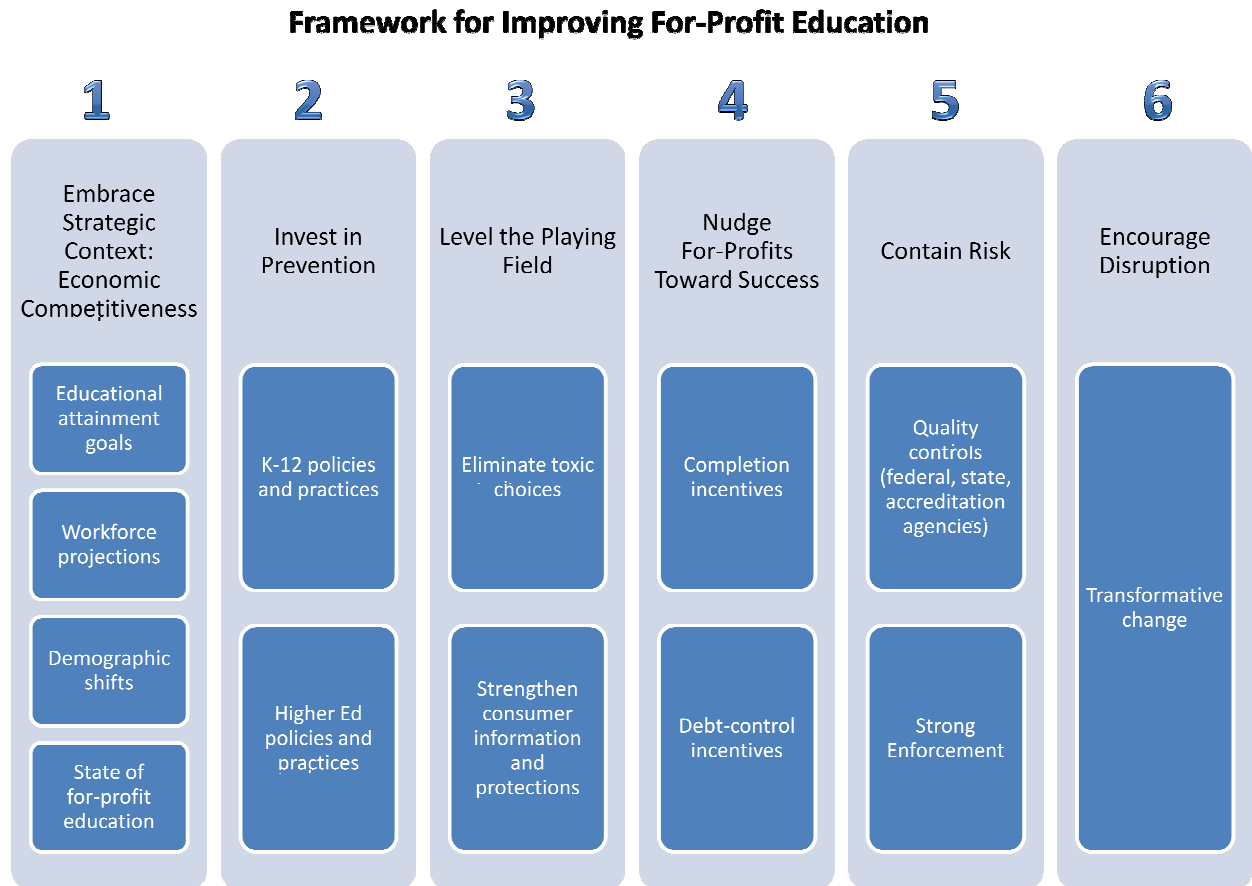 Framework for Improving For-Profit Education
1
2
3
4
5
6
Embrace
Strategic
Context:
Economic
Competitiveness
Educational
attainment
goals
Workforce
projections
Demographic
shifts
State of
for-profit
education
Invest in
Prevention
K-12 policies
and practices
Higher Ed
policies and
practices
Level the Playing
Field
Eliminate toxic
choices
Strengthen
consumer
information
and
protections
Nudge
For-Profits
Toward Success
Completion
incentives
Debt-control
incentives
Contain Risk
Quality
controls
(federal, state,
accreditation
agencies)
Strong
Enforcement
Encourage
Disruption
Transformative
change